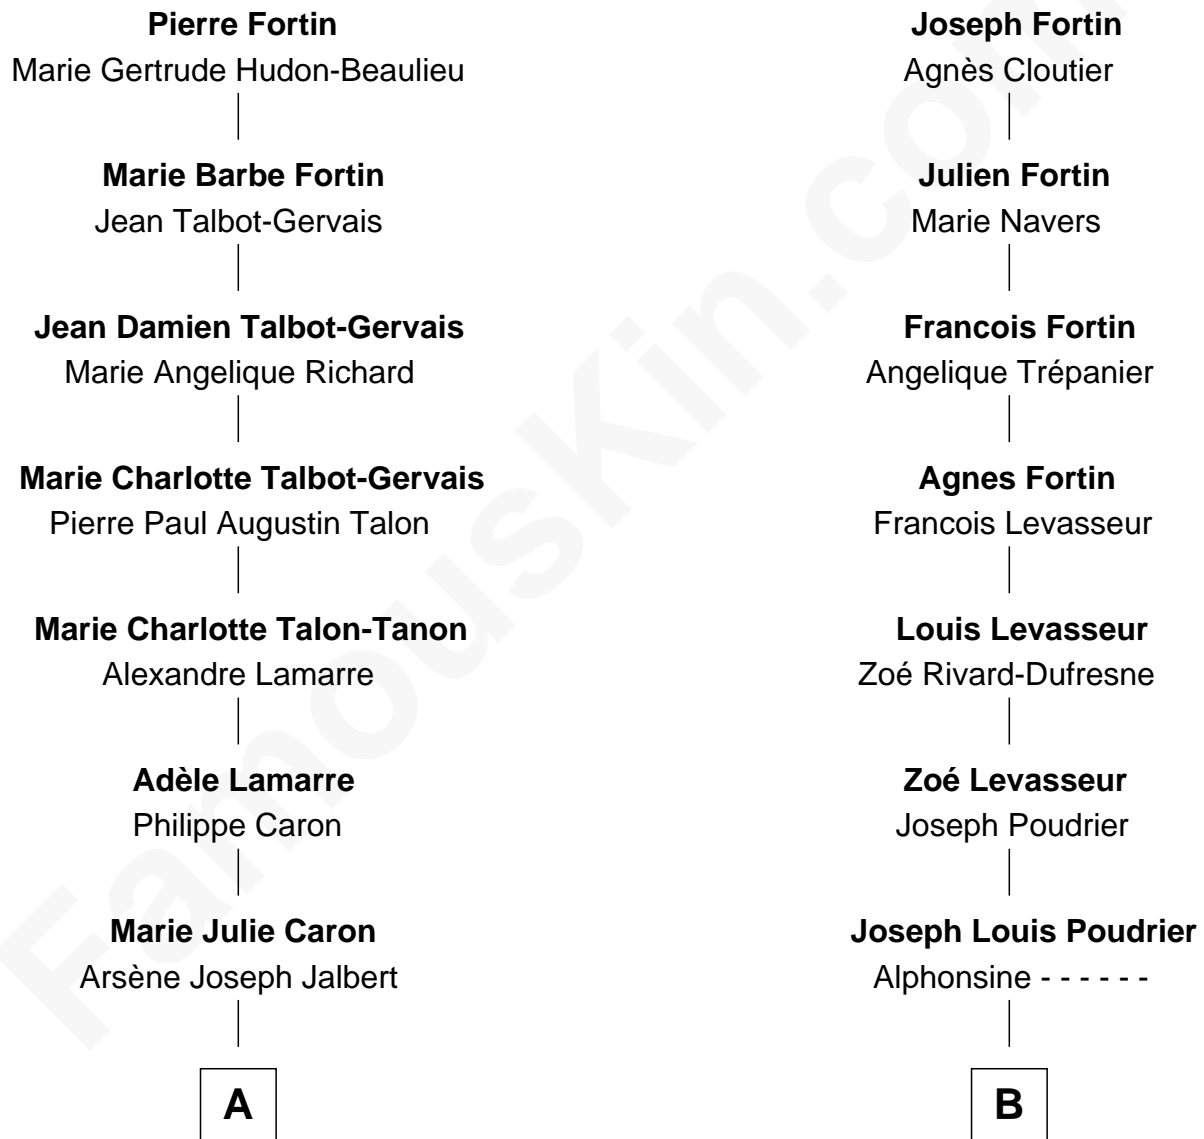 Pierre Fortin
Marie Gertrude Hudon-Beaulieu
Marie Barbe Fortin
Jean Talbot-Gervais
Jean Damien Talbot-Gervais
Marie Angelique Richard
Marie Charlotte Talbot-Gervais
Pierre Paul Augustin Talon
Marie Charlotte Talon-Tanon
Alexandre Lamarre
Adèle Lamarre
Philippe Caron
Marie Julie Caron
Arsène Joseph Jalbert
A
Joseph Fortin
Agnès Cloutier
Julien Fortin
Marie Navers
Francois Fortin
Angelique Trépanier
Agnes Fortin
Francois Levasseur
Louis Levasseur
Zoé Rivard-Dufresne
Zoé Levasseur
Joseph Poudrier
Joseph Louis Poudrier
Alphonsine - - - - - -
B
FamousKin.com